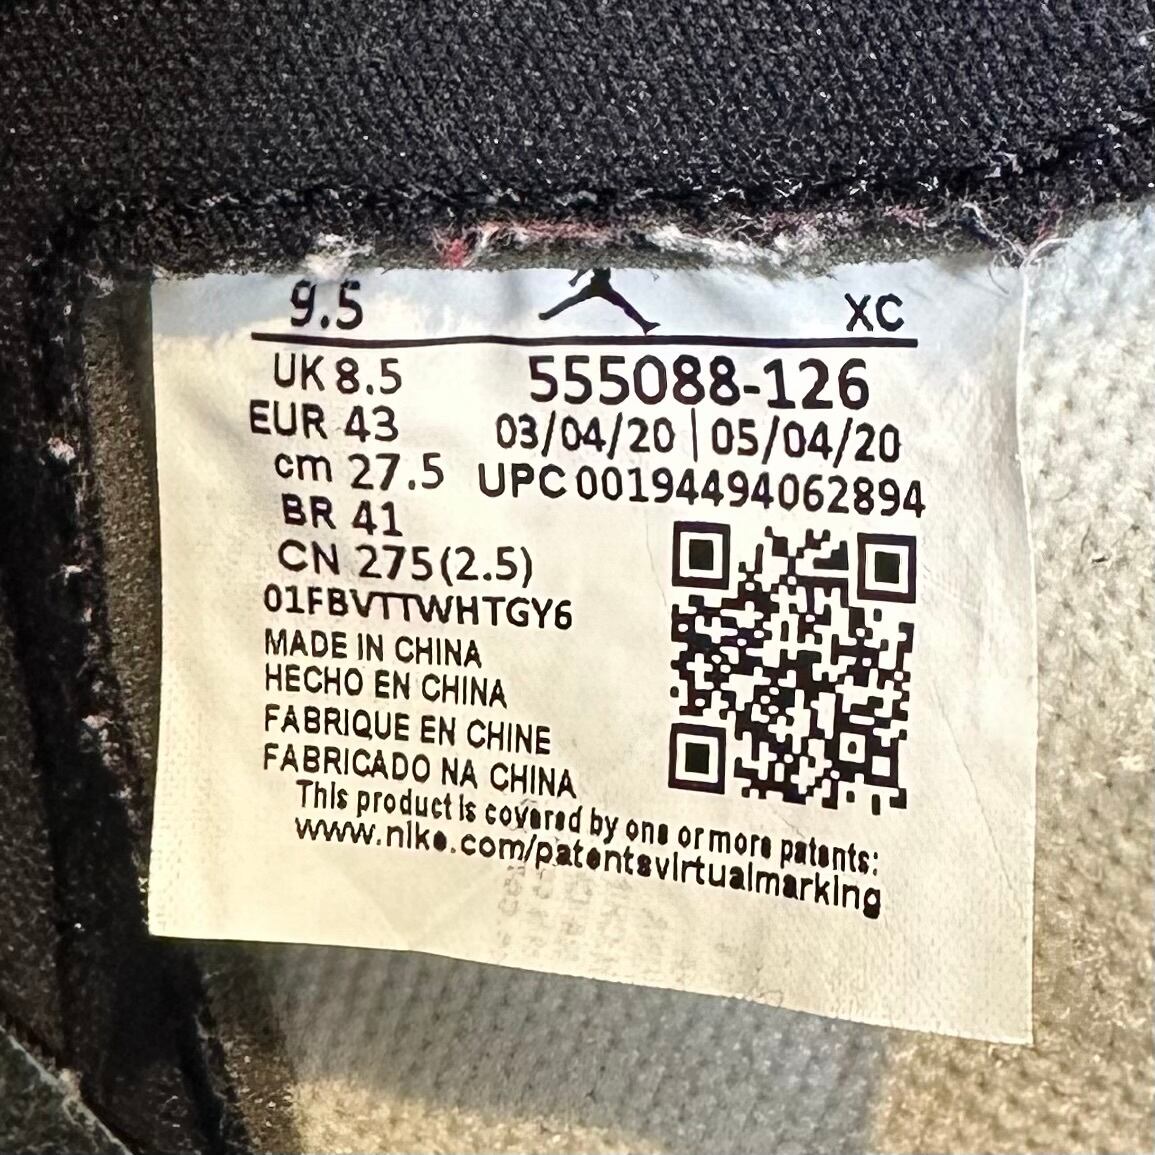 9.5 XC
UK 8.5 555088-126
EUR 43 03/04/20 | 05/04/20
cm 27.5 UPC 00194494062894
BR 41
CN 275(2.5)
01FBVTTWHTGY6
MADE IN CHINA
HECHO EN CHINA
FABRIQUE EN CHINE
FABRICADO NA CHINA
This product is covered by one or more patents:
www.nike.com/patentsvirtualmarking